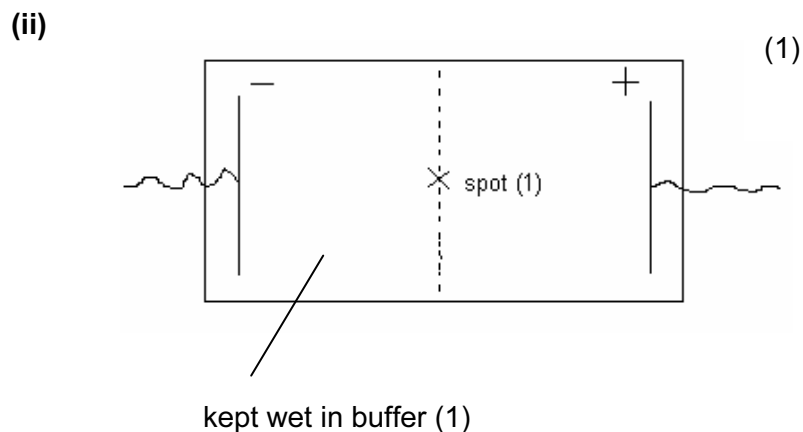 (ii)
(1)
− +
spot (1)
kept wet in buffer (1)